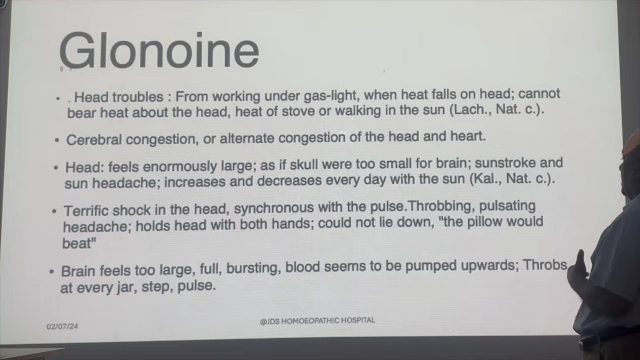 Glonoine
. Head troubles : From working under gas-light, when heat falls on head; cannot
bear heat about the head, heat of stove or walking in the sun (Lach., Nat. c.).
• Cerebral congestion, or alternate congestion of the head and heart.
• Head: feels enormously large; as if skull were too small for brain; sunstroke and
sun headache; increases and decreases every day with the sun (Kal., Nat. c.).
• Terrific shock in the head, synchronous with the pulse.Throbbing, pulsating
headache; holds head with both hands; could not lie down, "the pillow would
beat"
• Brain feels too large, full, bursting, blood seems to be pumped upwards; Throbs
at every jar, step, pulse.
02/07/24
@JDS HOMOEOPATHIC HOSPITAL